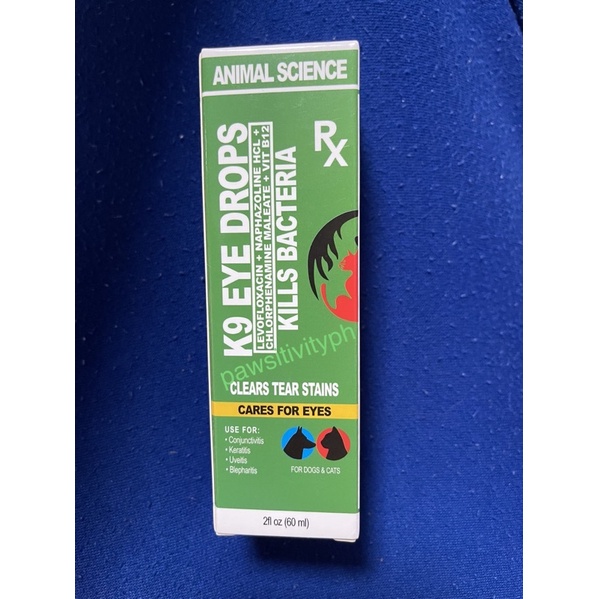 ANIMAL SCIENCE
Rx
K9 EYE DROPS
LEVOFLOXACIN + NAPHAZOLINE HCL +
CHLORPHENAMINE MALEATE + VIT B12
KILLS BACTERIA
pawsitivityph
CLEARS TEAR STAINS
CARES FOR EYES
USE FOR:
• Conjunctivitis
• Keratitis
• Uveitis
• Blepharitis
FOR DOGS & CATS
2fl oz (60 ml)